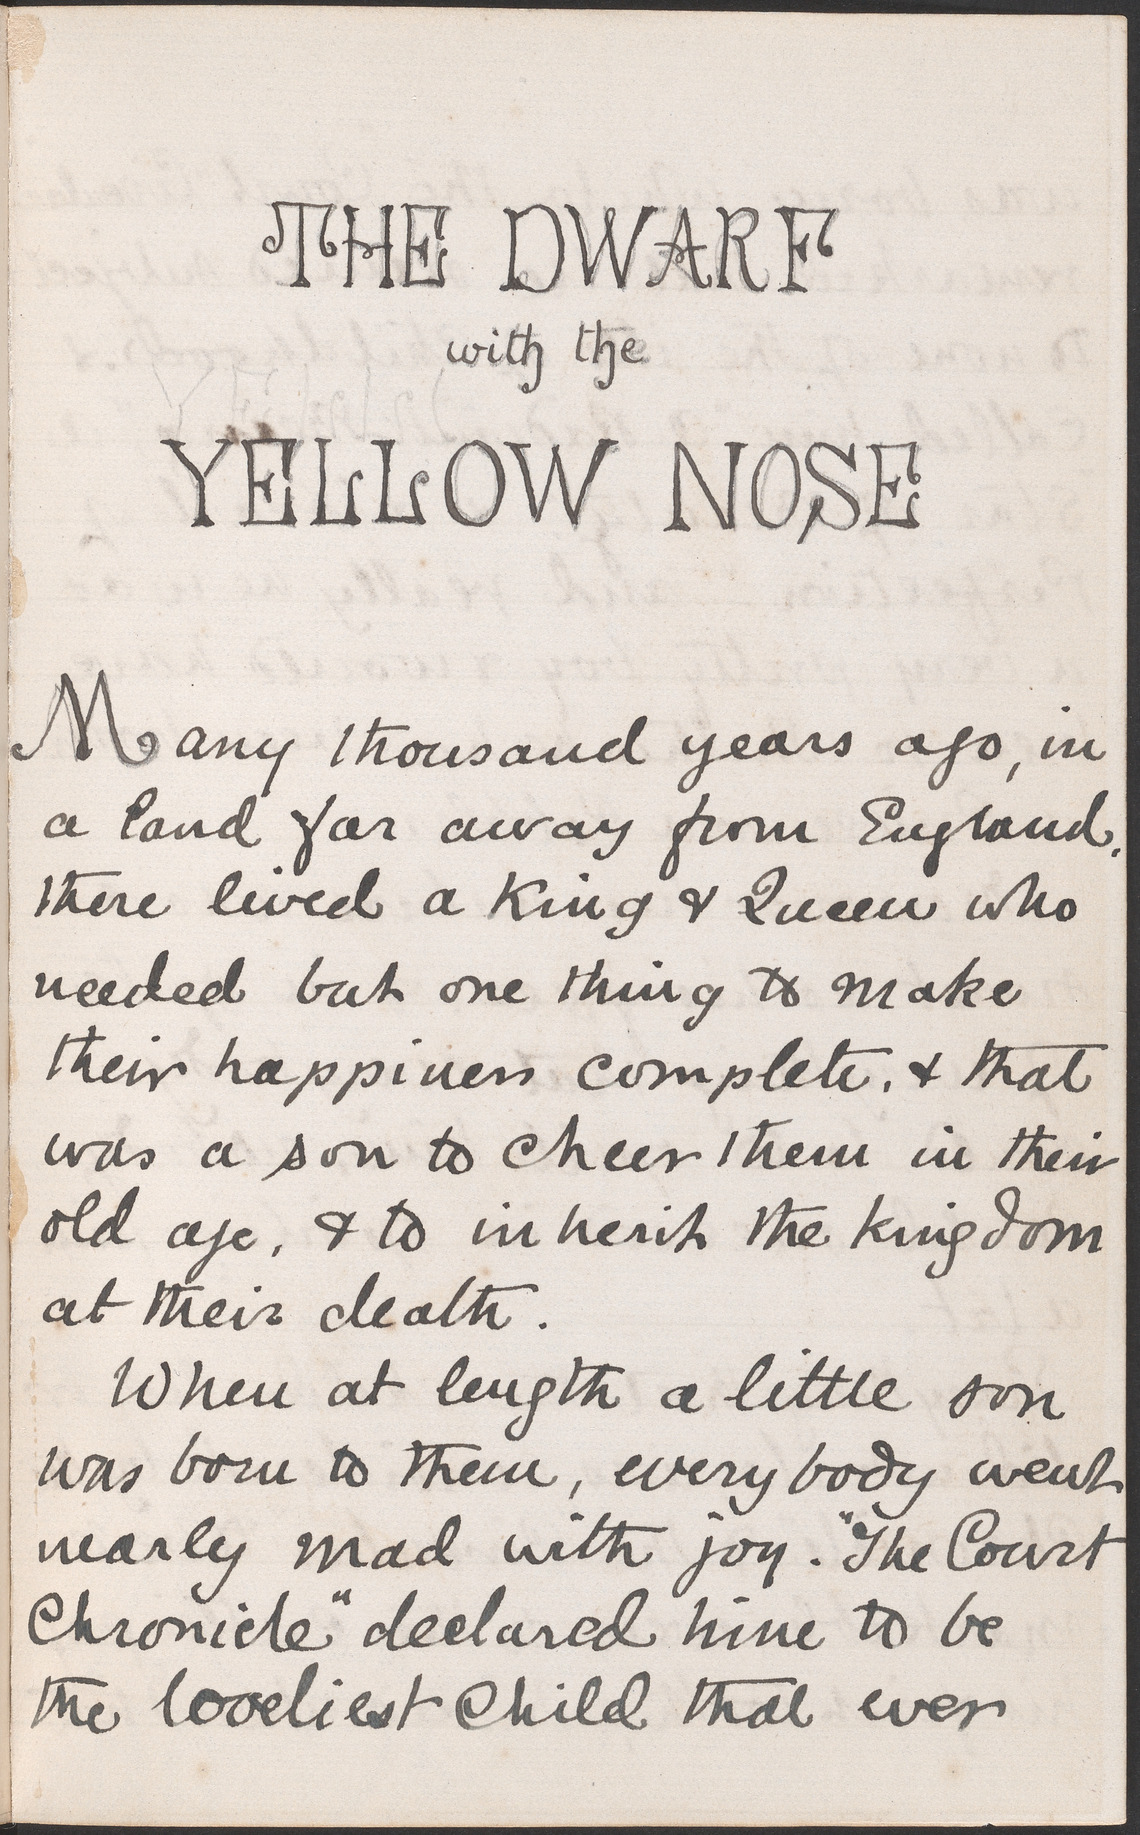 THE DWARF
with the
YELLOW NOSE
Many thousand years ago, in
a land far away from England,
there lived a King & Queen who
needed but one thing to make
their happiness complete, & that
was a son to cheer them in their
old age, & to inherit the kingdom
at their death.
When at length a little son
was born to them, everybody went
nearly mad with joy. "The Court
Chronicle" declared him to be
the loveliest child that ever